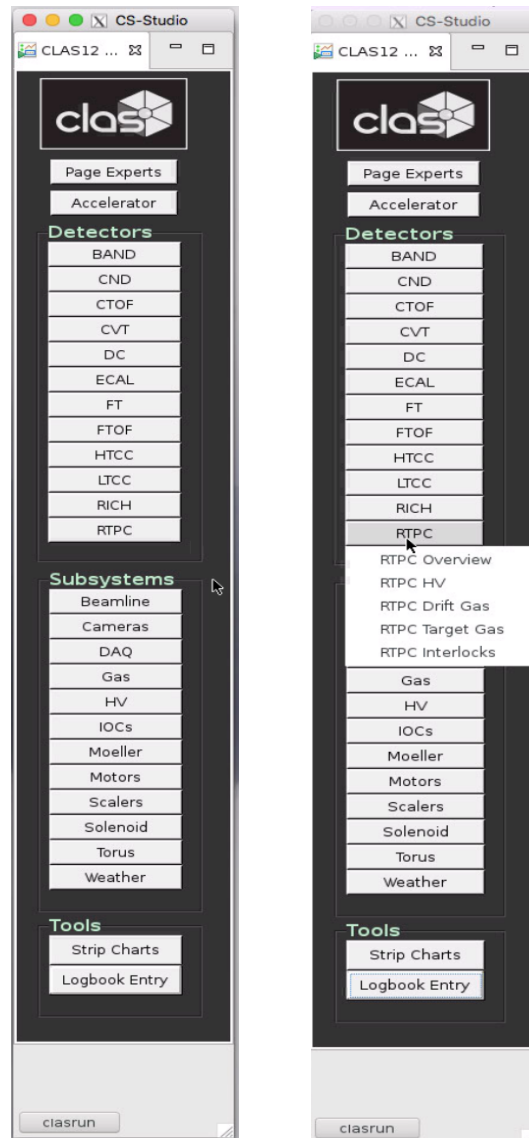 CS-Studio
CLAS12 ...
clas
Page Experts
Accelerator
Detectors
BAND
CND
CTOF
CVT
DC
ECAL
FT
FTOF
HTCC
LTCC
RICH
RTPC
Subsystems
Beamline
Cameras
DAQ
Gas
HV
IOCs
Moeller
Motors
Scalers
Solenoid
Torus
Weather
Tools
Strip Charts
Logbook Entry
clasrun
CS-Studio
CLAS12 ...
clas
Page Experts
Accelerator
Detectors
BAND
CND
CTOF
CVT
DC
ECAL
FT
FTOF
HTCC
LTCC
RICH
RTPC
RTPC Overview
RTPC HV
RTPC Drift Gas
RTPC Target Gas
RTPC Interlocks
Gas
HV
IOCs
Moeller
Motors
Scalers
Solenoid
Torus
Weather
Tools
Strip Charts
Logbook Entry
clasrun